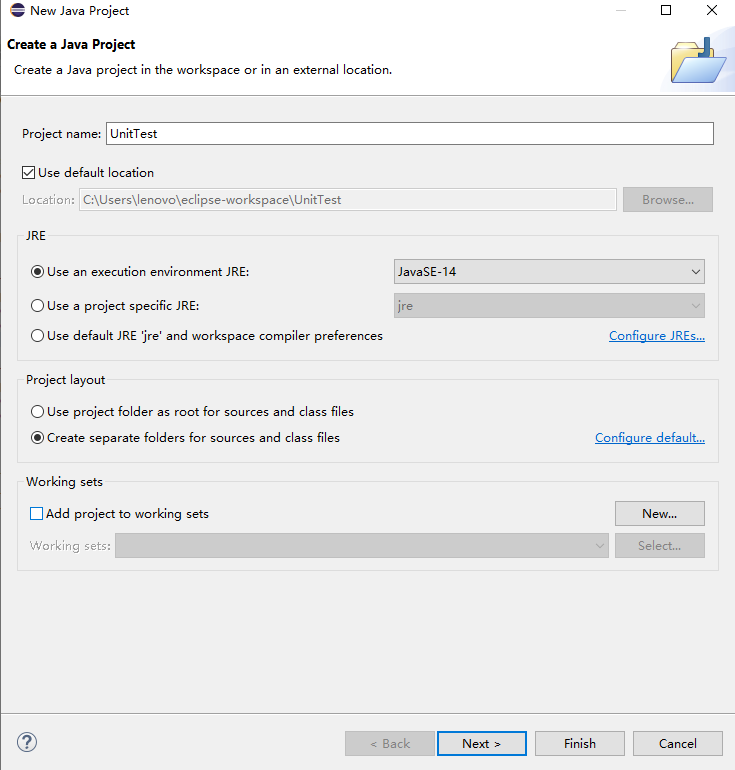 New Java Project
Create a Java Project
Create a Java project in the workspace or in an external location.
Project name: UnitTest
Use default location
Location: C:\Users\lenovo\eclipse-workspace\UnitTest Browse...
JRE
Use an execution environment JRE: JavaSE-14
Use a project specific JRE: jre
Use default JRE 'jre' and workspace compiler preferences Configure JREs...
Project layout
Use project folder as root for sources and class files
Create separate folders for sources and class files Configure default...
Working sets
Add project to working sets New...
Working sets: Select...
? < Back Next > Finish Cancel